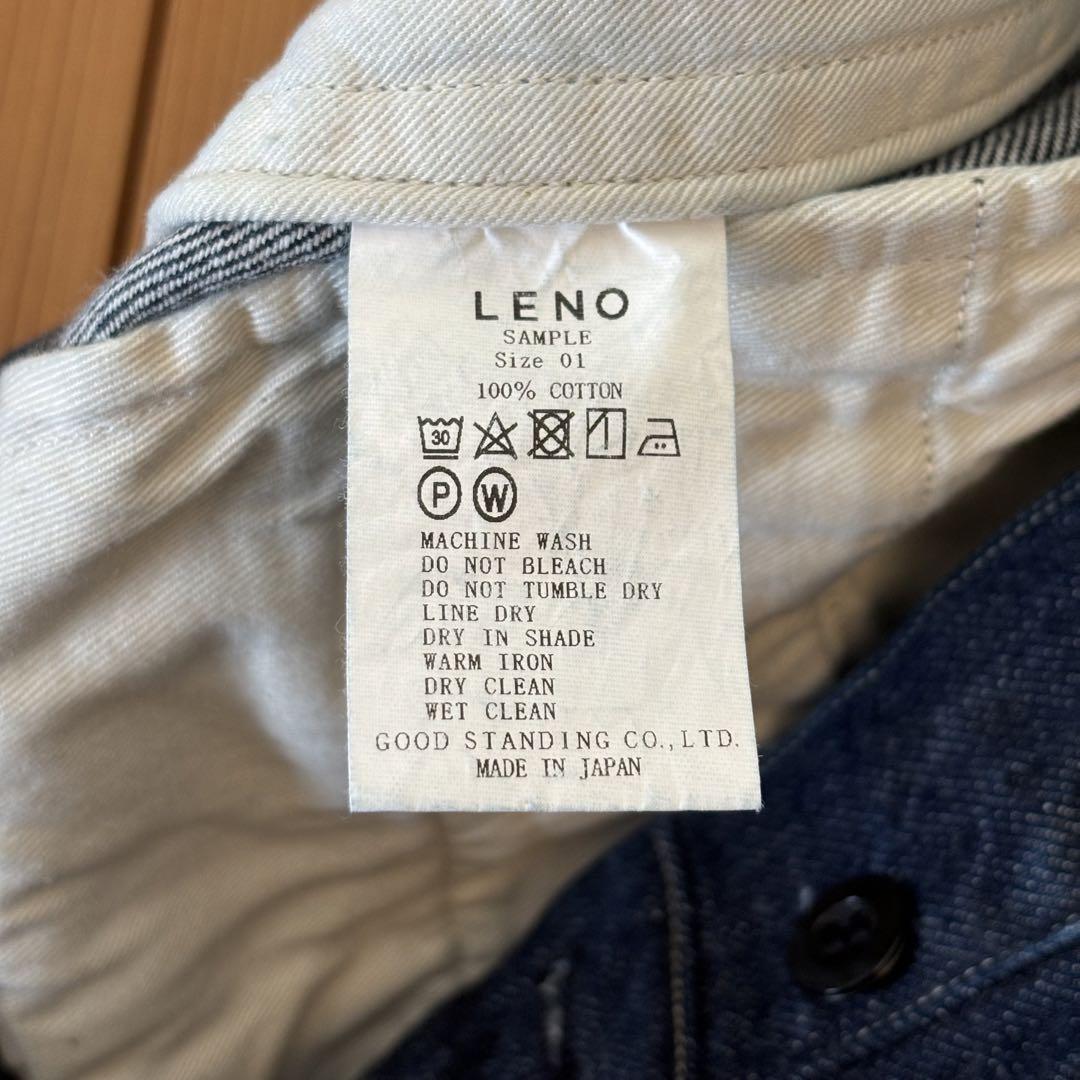 LENO
SAMPLE
Size 01
100% COTTON
30
P W
MACHINE WASH
DO NOT BLEACH
DO NOT TUMBLE DRY
LINE DRY
DRY IN SHADE
WARM IRON
DRY CLEAN
WET CLEAN
GOOD STANDING CO.,LTD.
MADE IN JAPAN